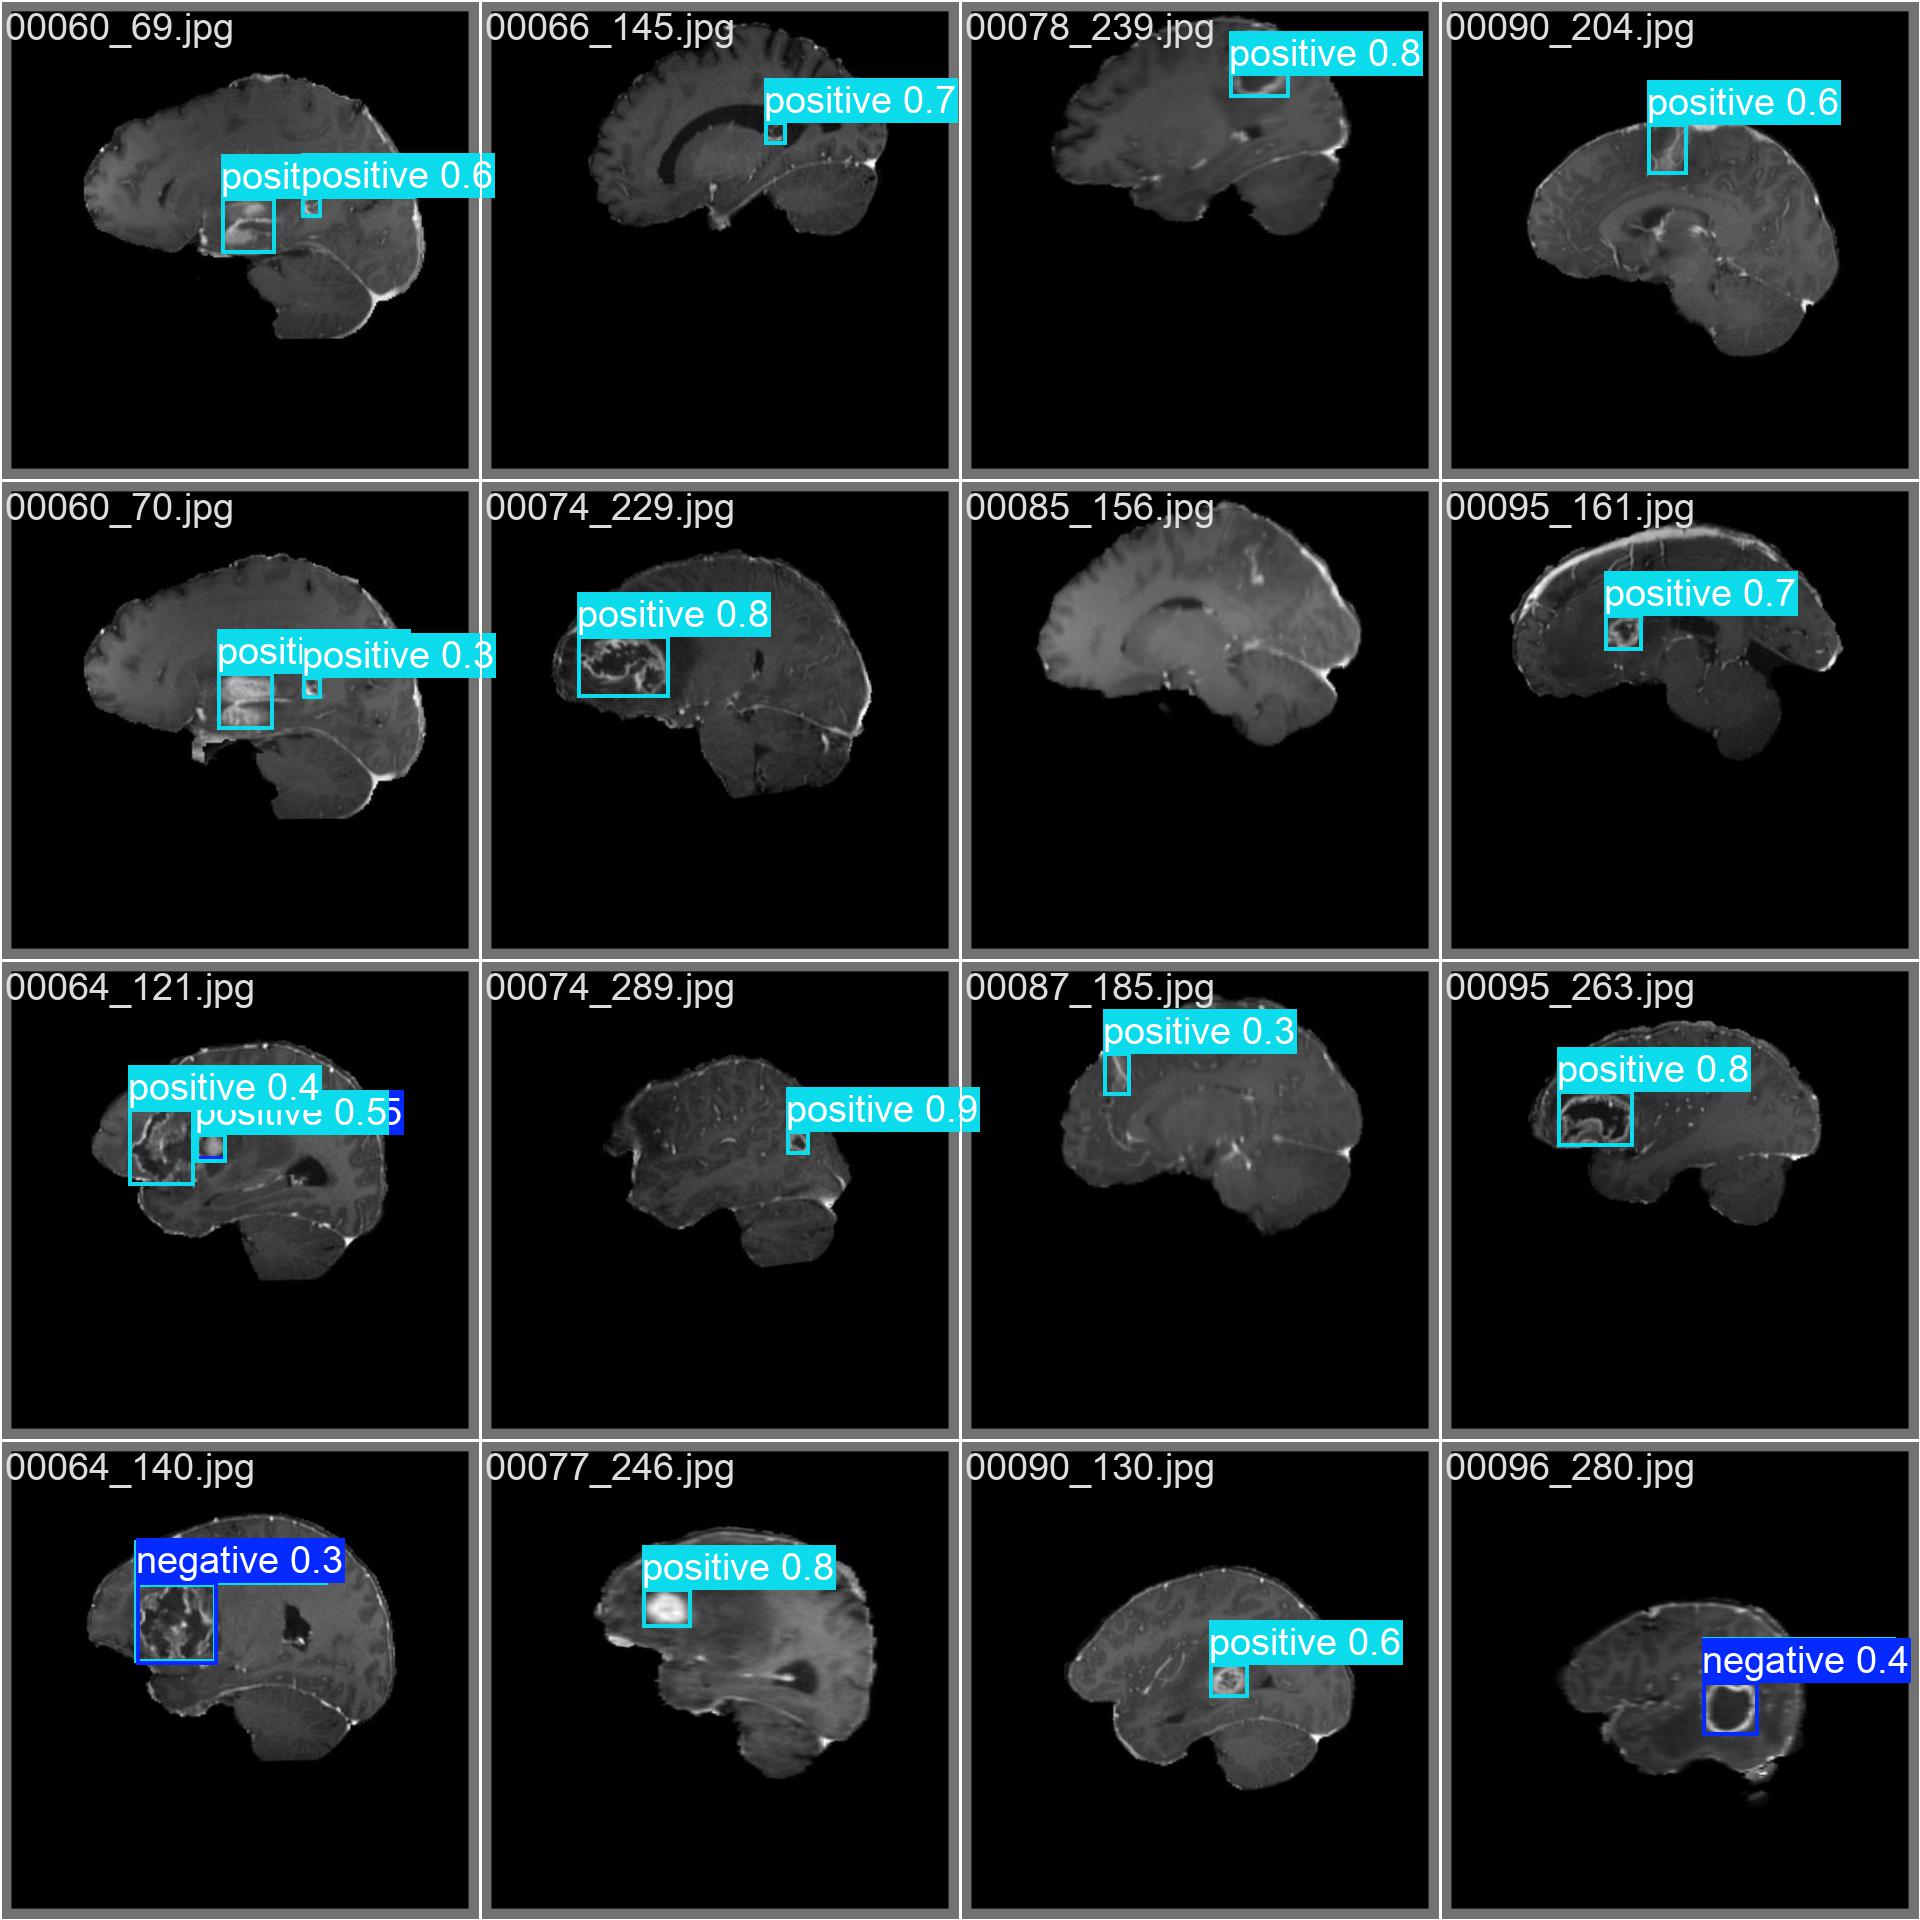 00060_69.jpg
posit
positive 0.6
00066_145.jpg
positive 0.7
00078_239.jpg
positive 0.8
00090_204.jpg
positive 0.6
00060_70.jpg
positi
positive 0.3
00074_229.jpg
positive 0.8
00085_156.jpg
00095_161.jpg
positive 0.7
00064_121.jpg
positive 0.4
positive 0.5
5
00074_289.jpg
positive 0.9
00087_185.jpg
positive 0.3
00095_263.jpg
positive 0.8
00064_140.jpg
negative 0.3
00077_246.jpg
positive 0.8
00090_130.jpg
positive 0.6
00096_280.jpg
negative 0.4